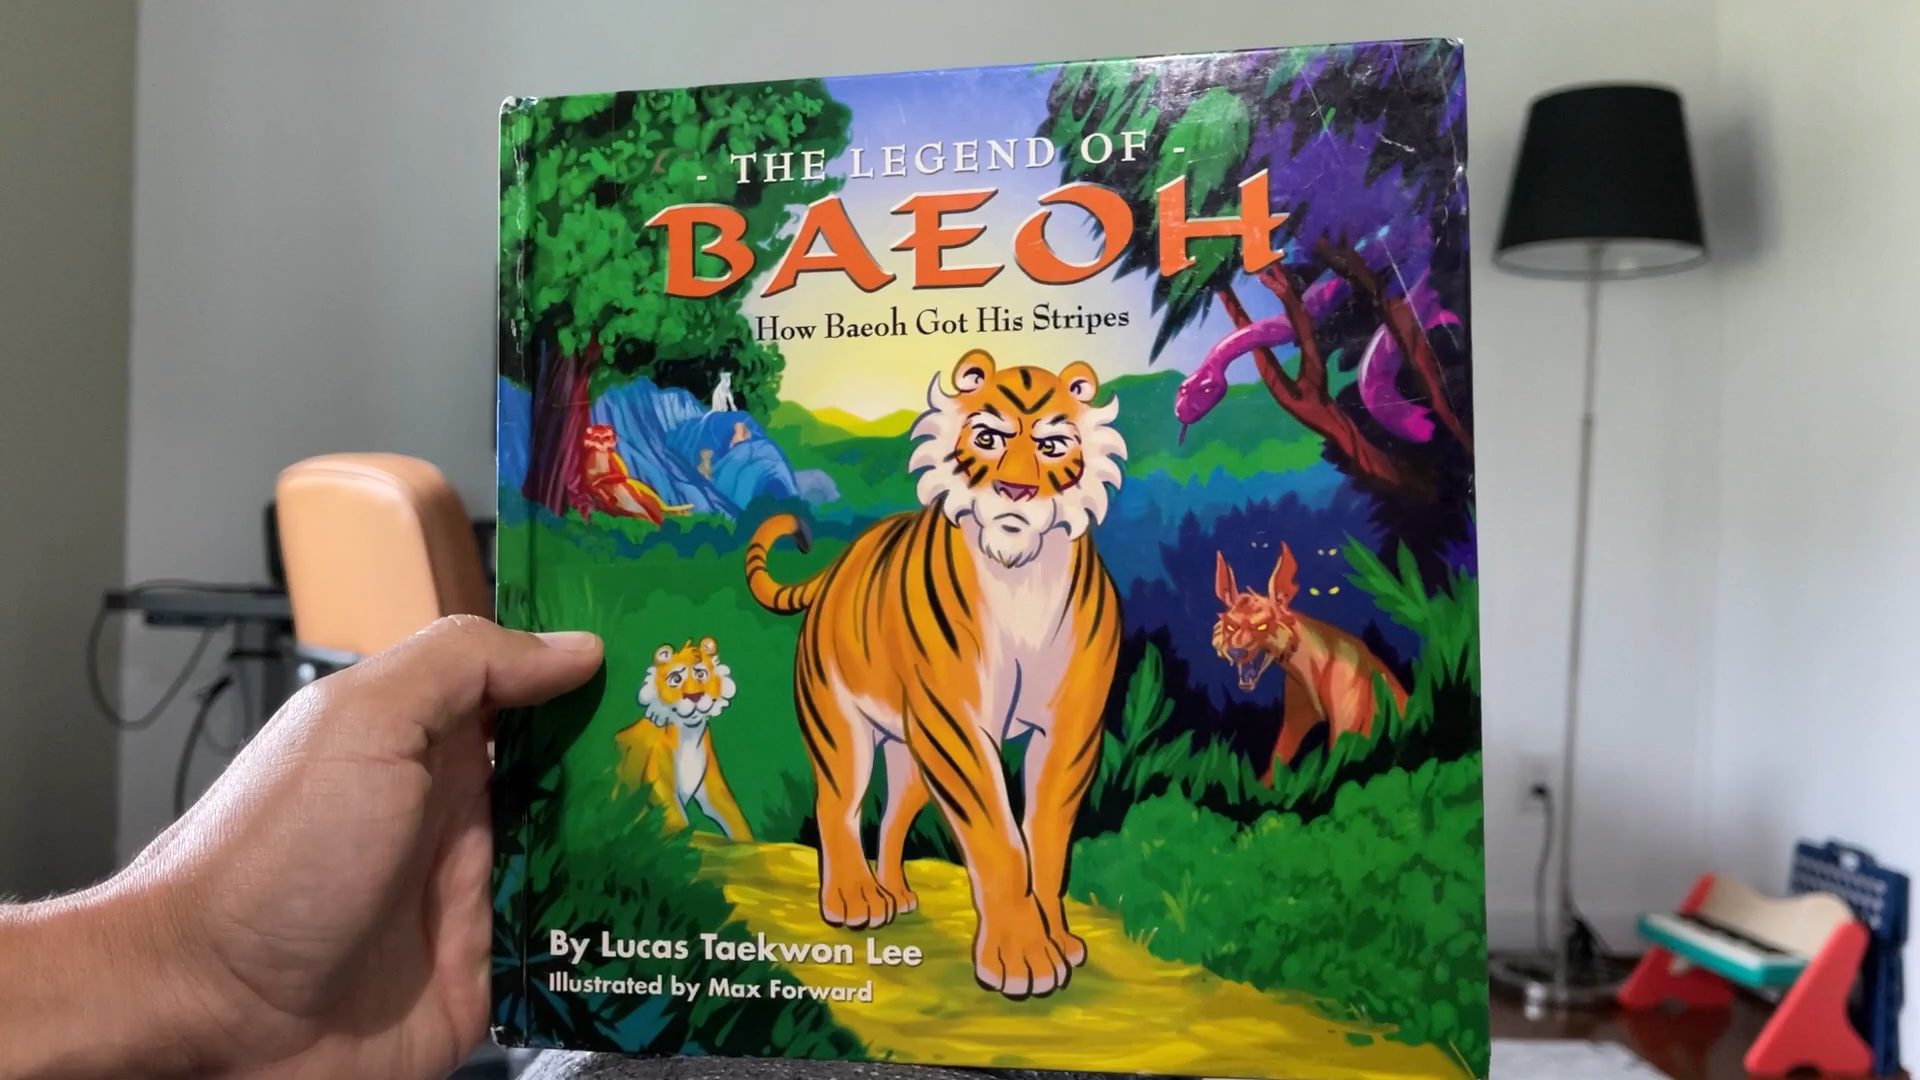 - THE LEGEND OF -
BAEOH
How Baeoh Got His Stripes
By Lucas Taekwon Lee
Illustrated by Max Forward